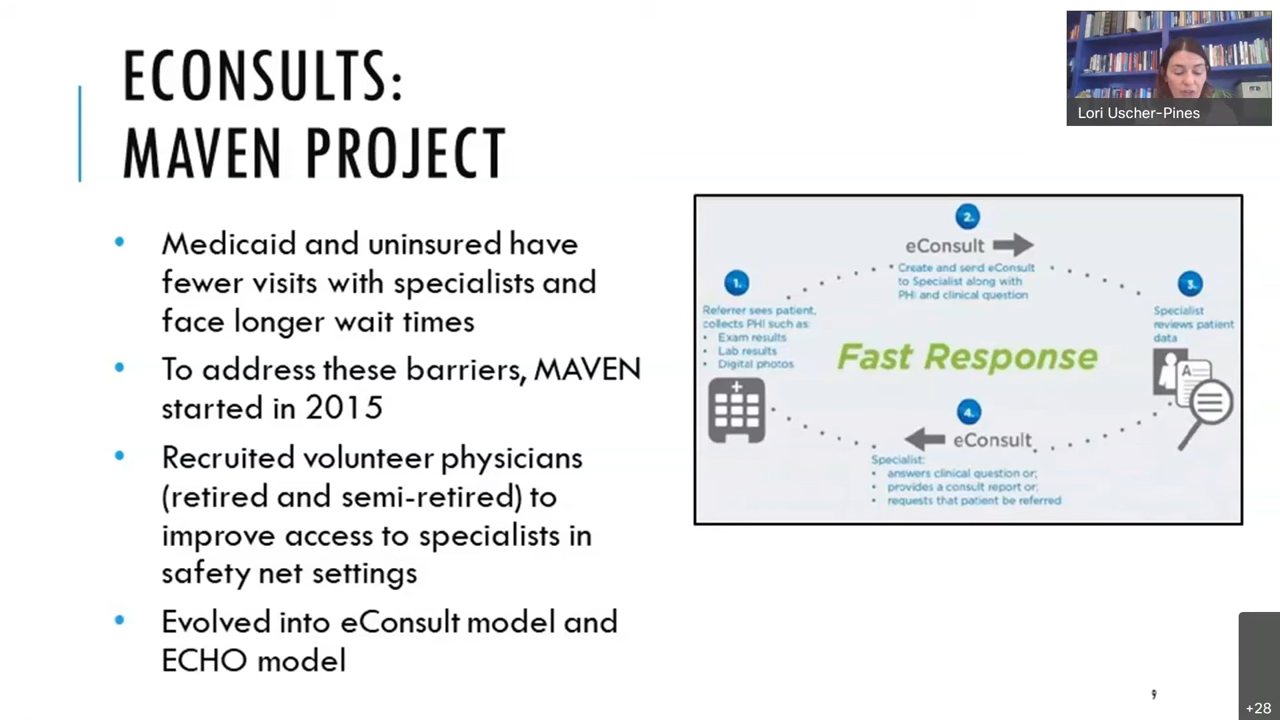 ECONSULTS:
MAVEN PROJECT
• Medicaid and uninsured have
fewer visits with specialists and
face longer wait times
• To address these barriers, MAVEN
started in 2015
• Recruited volunteer physicians
(retired and semi-retired) to
improve access to specialists in
safety net settings
• Evolved into eConsult model and
ECHO model
1.
Referrer sees patient,
collects PHI such as:
• Exam results
• Lab results
• Digital photos
2.
eConsult
Create and send eConsult
to Specialist along with
PHI and clinical question
3.
Specialist
reviews patient
data
A
Fast Response
4.
eConsult
Specialist:
• answers clinical question or;
• provides a consult report or;
• requests that patient be referred
Lori Uscher-Pines
9
+28